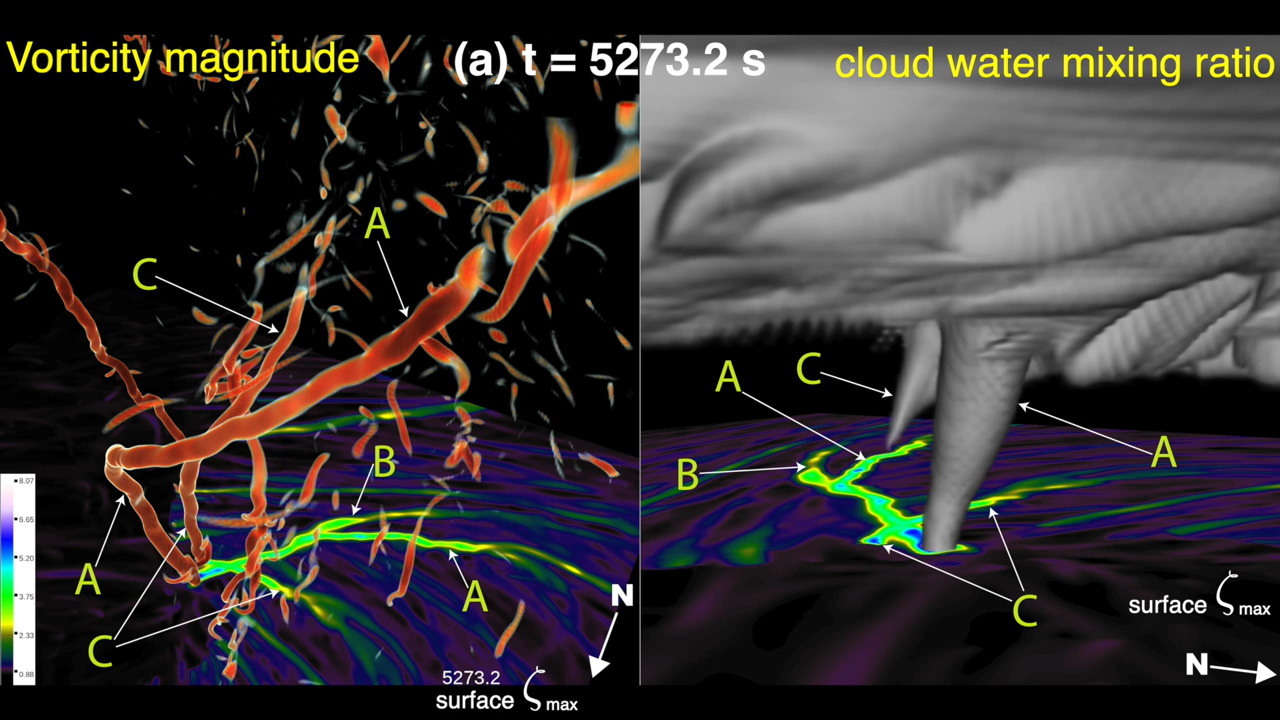 Vorticity magnitude
(a) t = 5273.2 s
cloud water mixing ratio
A
C
B
A
A
C
8.07
6.65
5.20
3.75
2.33
0.88
N
5273.2
surface ζmax
A
C
B
A
C
surface ζmax
N